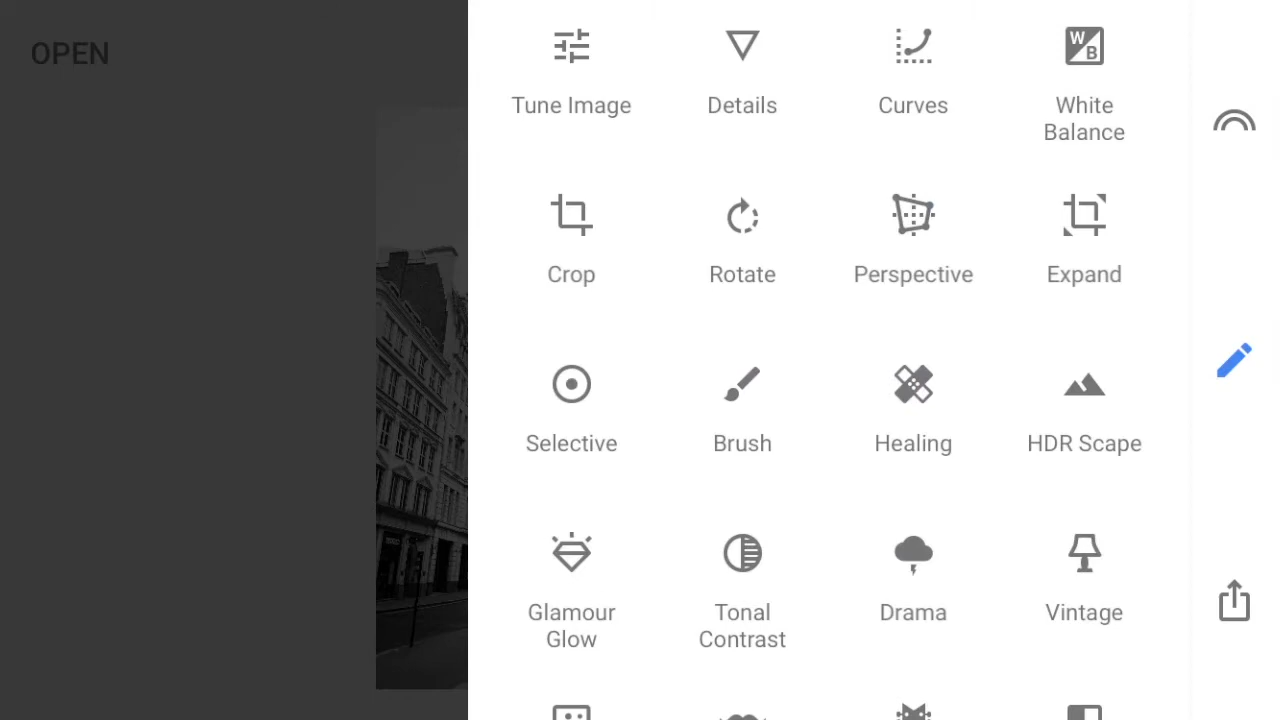 OPEN
Tune Image
Details
Curves
White
Balance
Crop
Rotate
Perspective
Expand
Selective
Brush
Healing
HDR Scape
Glamour
Glow
Tonal
Contrast
Drama
Vintage